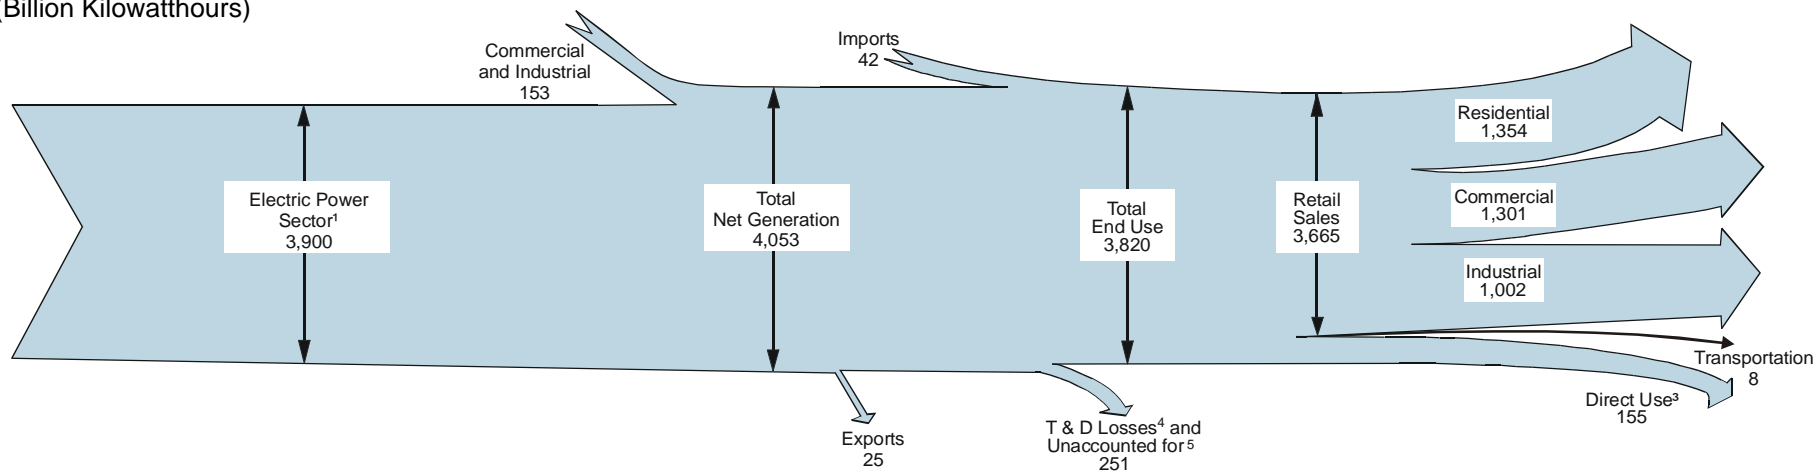 (Billion Kilowatthours)
Commercial
and Industrial
153
Imports
42
Electric Power
Sector¹
3,900
Total
Net Generation
4,053
Total
End Use
3,820
Retail
Sales
3,665
Residential
1,354
Commercial
1,301
Industrial
1,002
Transportation
8
Direct Use³
155
Exports
25
T & D Losses⁴ and
Unaccounted for⁵
251